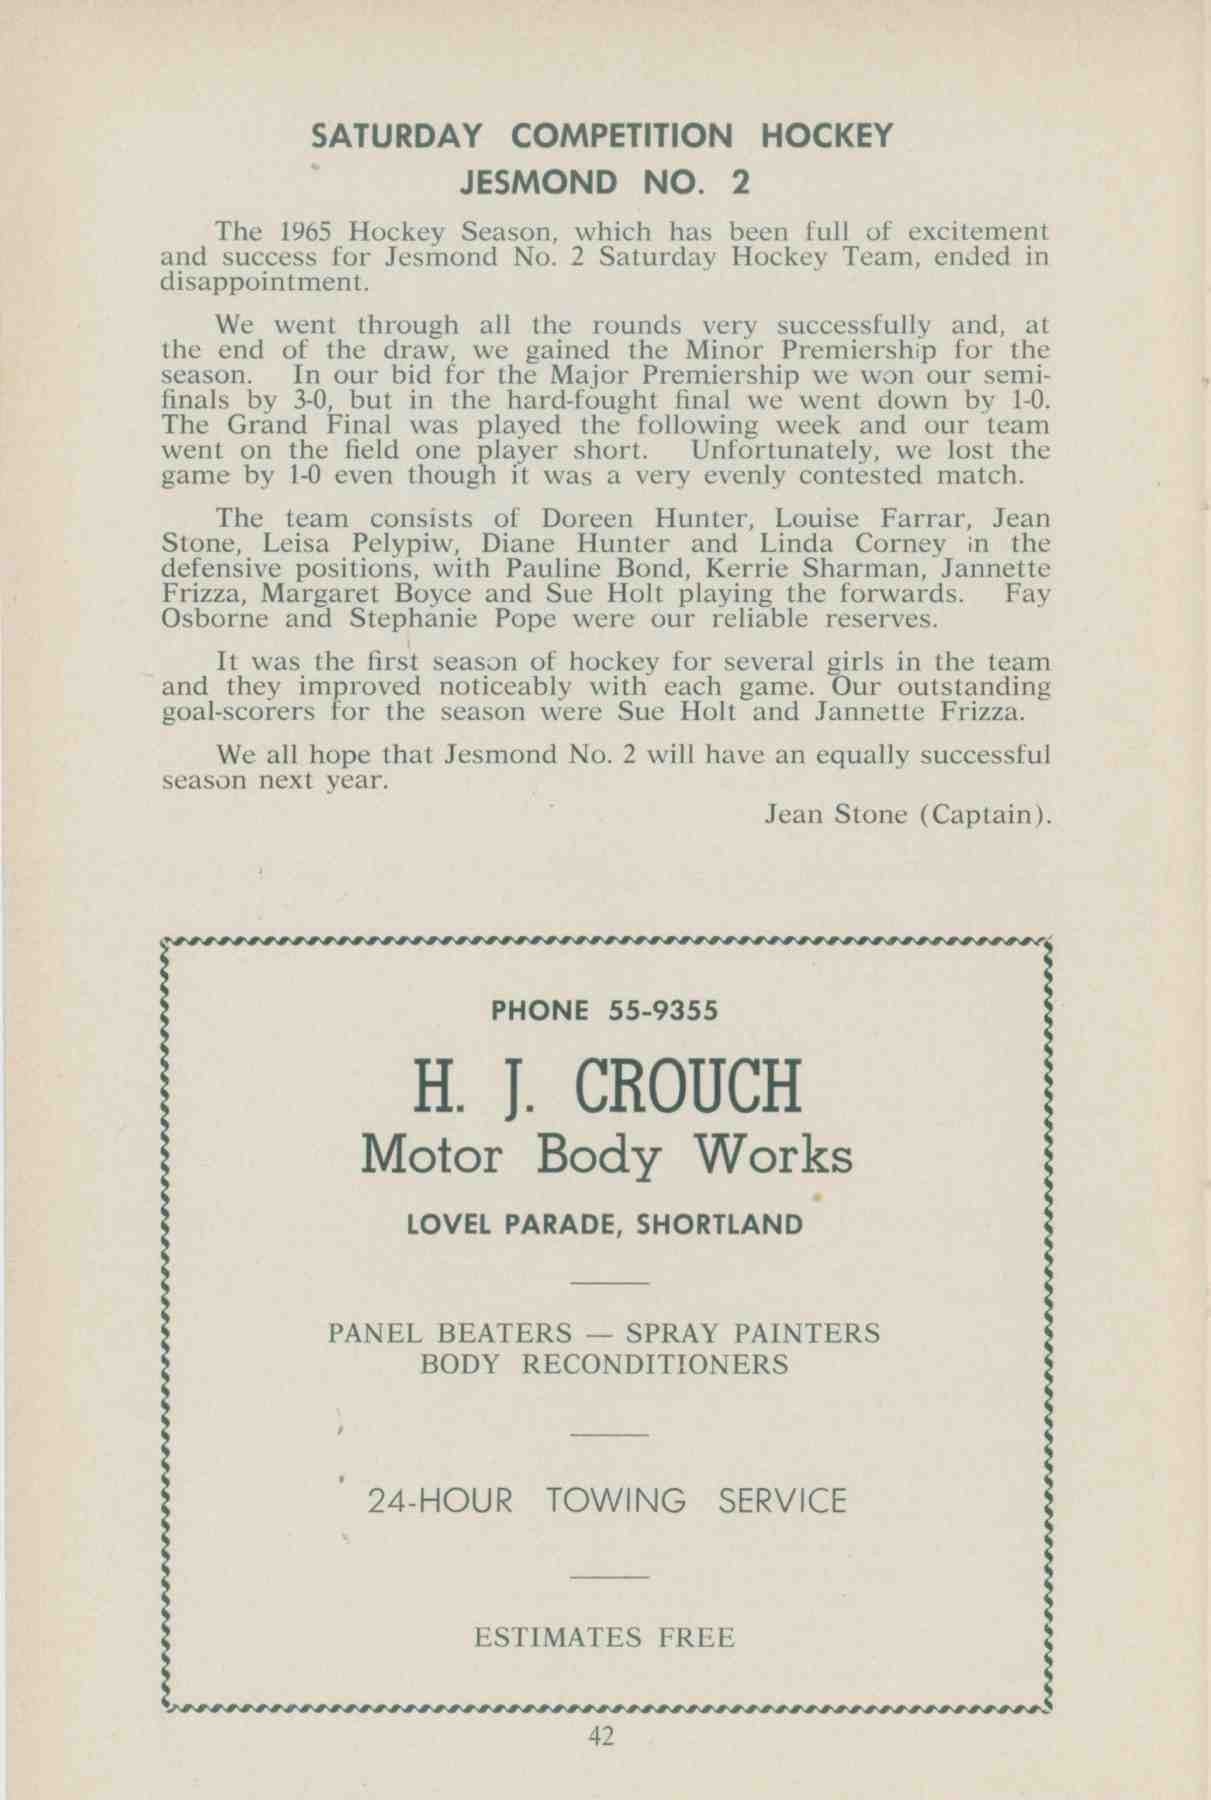 SATURDAY COMPETITION HOCKEY
JESMOND NO. 2
The 1965 Hockey Season, which has been full of excitement
and success for Jesmond No. 2 Saturday Hockey Team, ended in
disappointment.
We went through all the rounds very successfully and, at
the end of the draw, we gained the Minor Premiership for the
season. In our bid for the Major Premiership we won our semi-
finals by 3-0, but in the hard-fought final we went down by 1-0.
The Grand Final was played the following week and our team
went on the field one player short. Unfortunately, we lost the
game by 1-0 even though it was a very evenly contested match.
The team consists of Doreen Hunter, Louise Farrar, Jean
Stone, Leisa Pelypiw, Diane Hunter and Linda Corney in the
defensive positions, with Pauline Bond, Kerrie Sharman, Jannette
Frizza, Margaret Boyce and Sue Holt playing the forwards. Fay
Osborne and Stephanie Pope were our reliable reserves.
It was the first season of hockey for several girls in the team
and they improved noticeably with each game. Our outstanding
goal-scorers for the season were Sue Holt and Jannette Frizza.
We all hope that Jesmond No. 2 will have an equally successful
season next year.
Jean Stone (Captain).
PHONE 55-9355
H. J. CROUCH
Motor Body Works
LOVEL PARADE, SHORTLAND
PANEL BEATERS — SPRAY PAINTERS
BODY RECONDITIONERS
24-HOUR TOWING SERVICE
ESTIMATES FREE
42